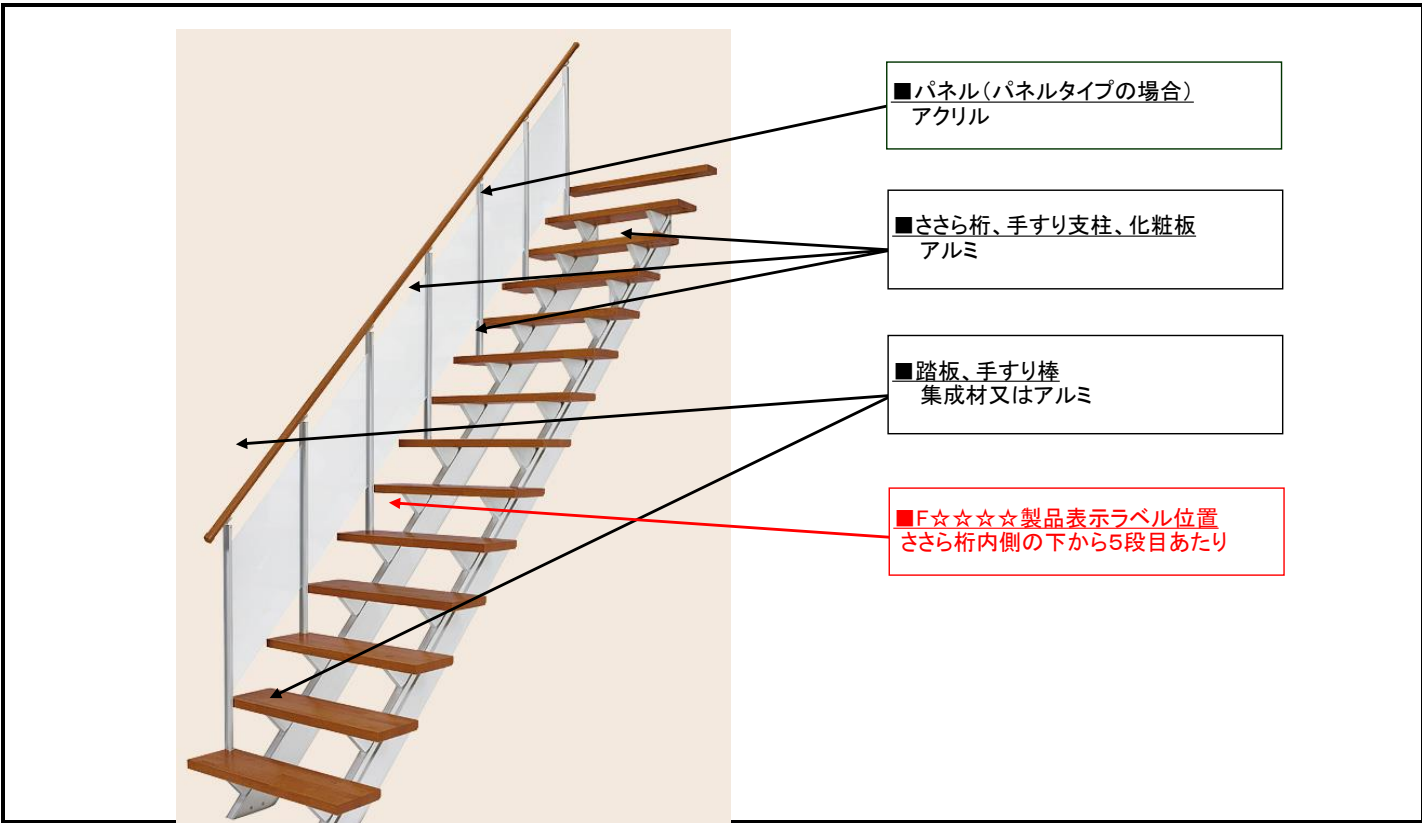 ■パネル（パネルタイプの場合）
アクリル
■ささら桁、手すり支柱、化粧板
アルミ
■踏板、手すり棒
集成材又はアルミ
■F☆☆☆☆製品表示ラベル位置
ささら桁内側の下から5段目あたり